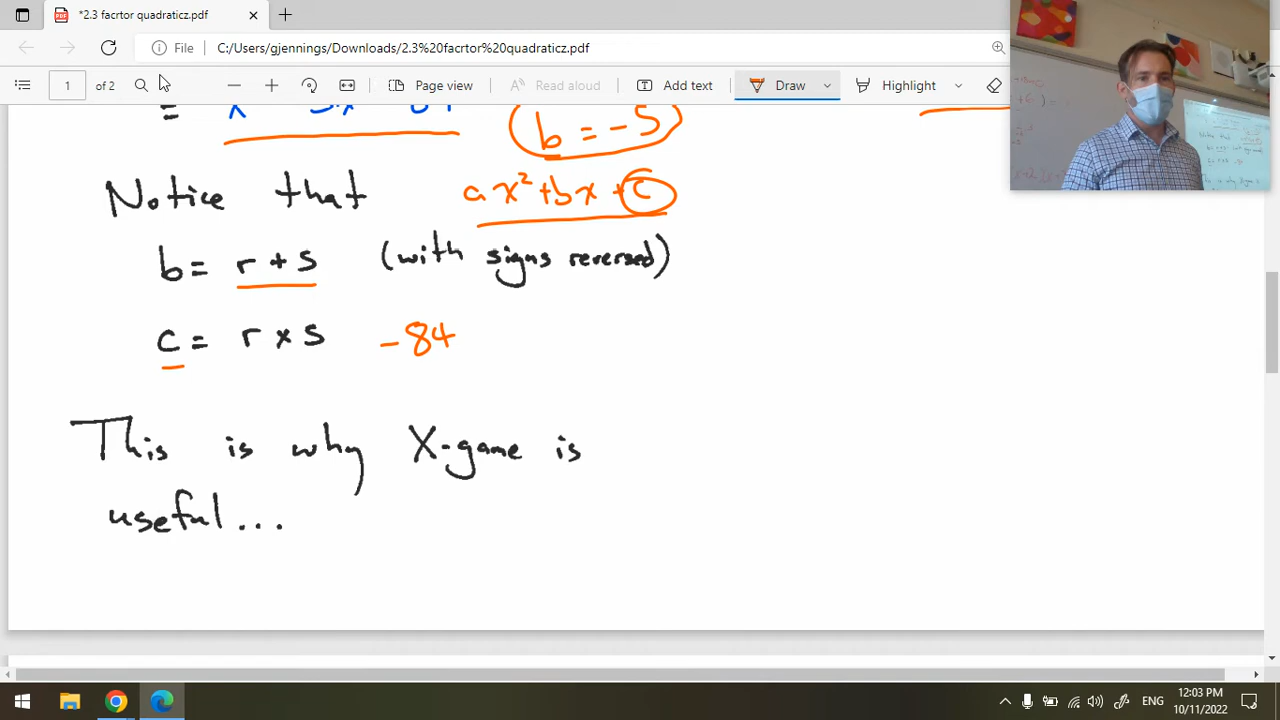 *2.3 facrtor quadraticz.pdf
File C:/Users/gjennings/Downloads/2.3%20facrtor%20quadraticz.pdf
1 of 2 Page view Read aloud Add text Draw Highlight
(b = -5)
Notice that ax²+bx+c
b = r + s (with signs reversed)
c = r x s -84
This is why X-game is
useful...
ENG
12:03 PM
10/11/2022